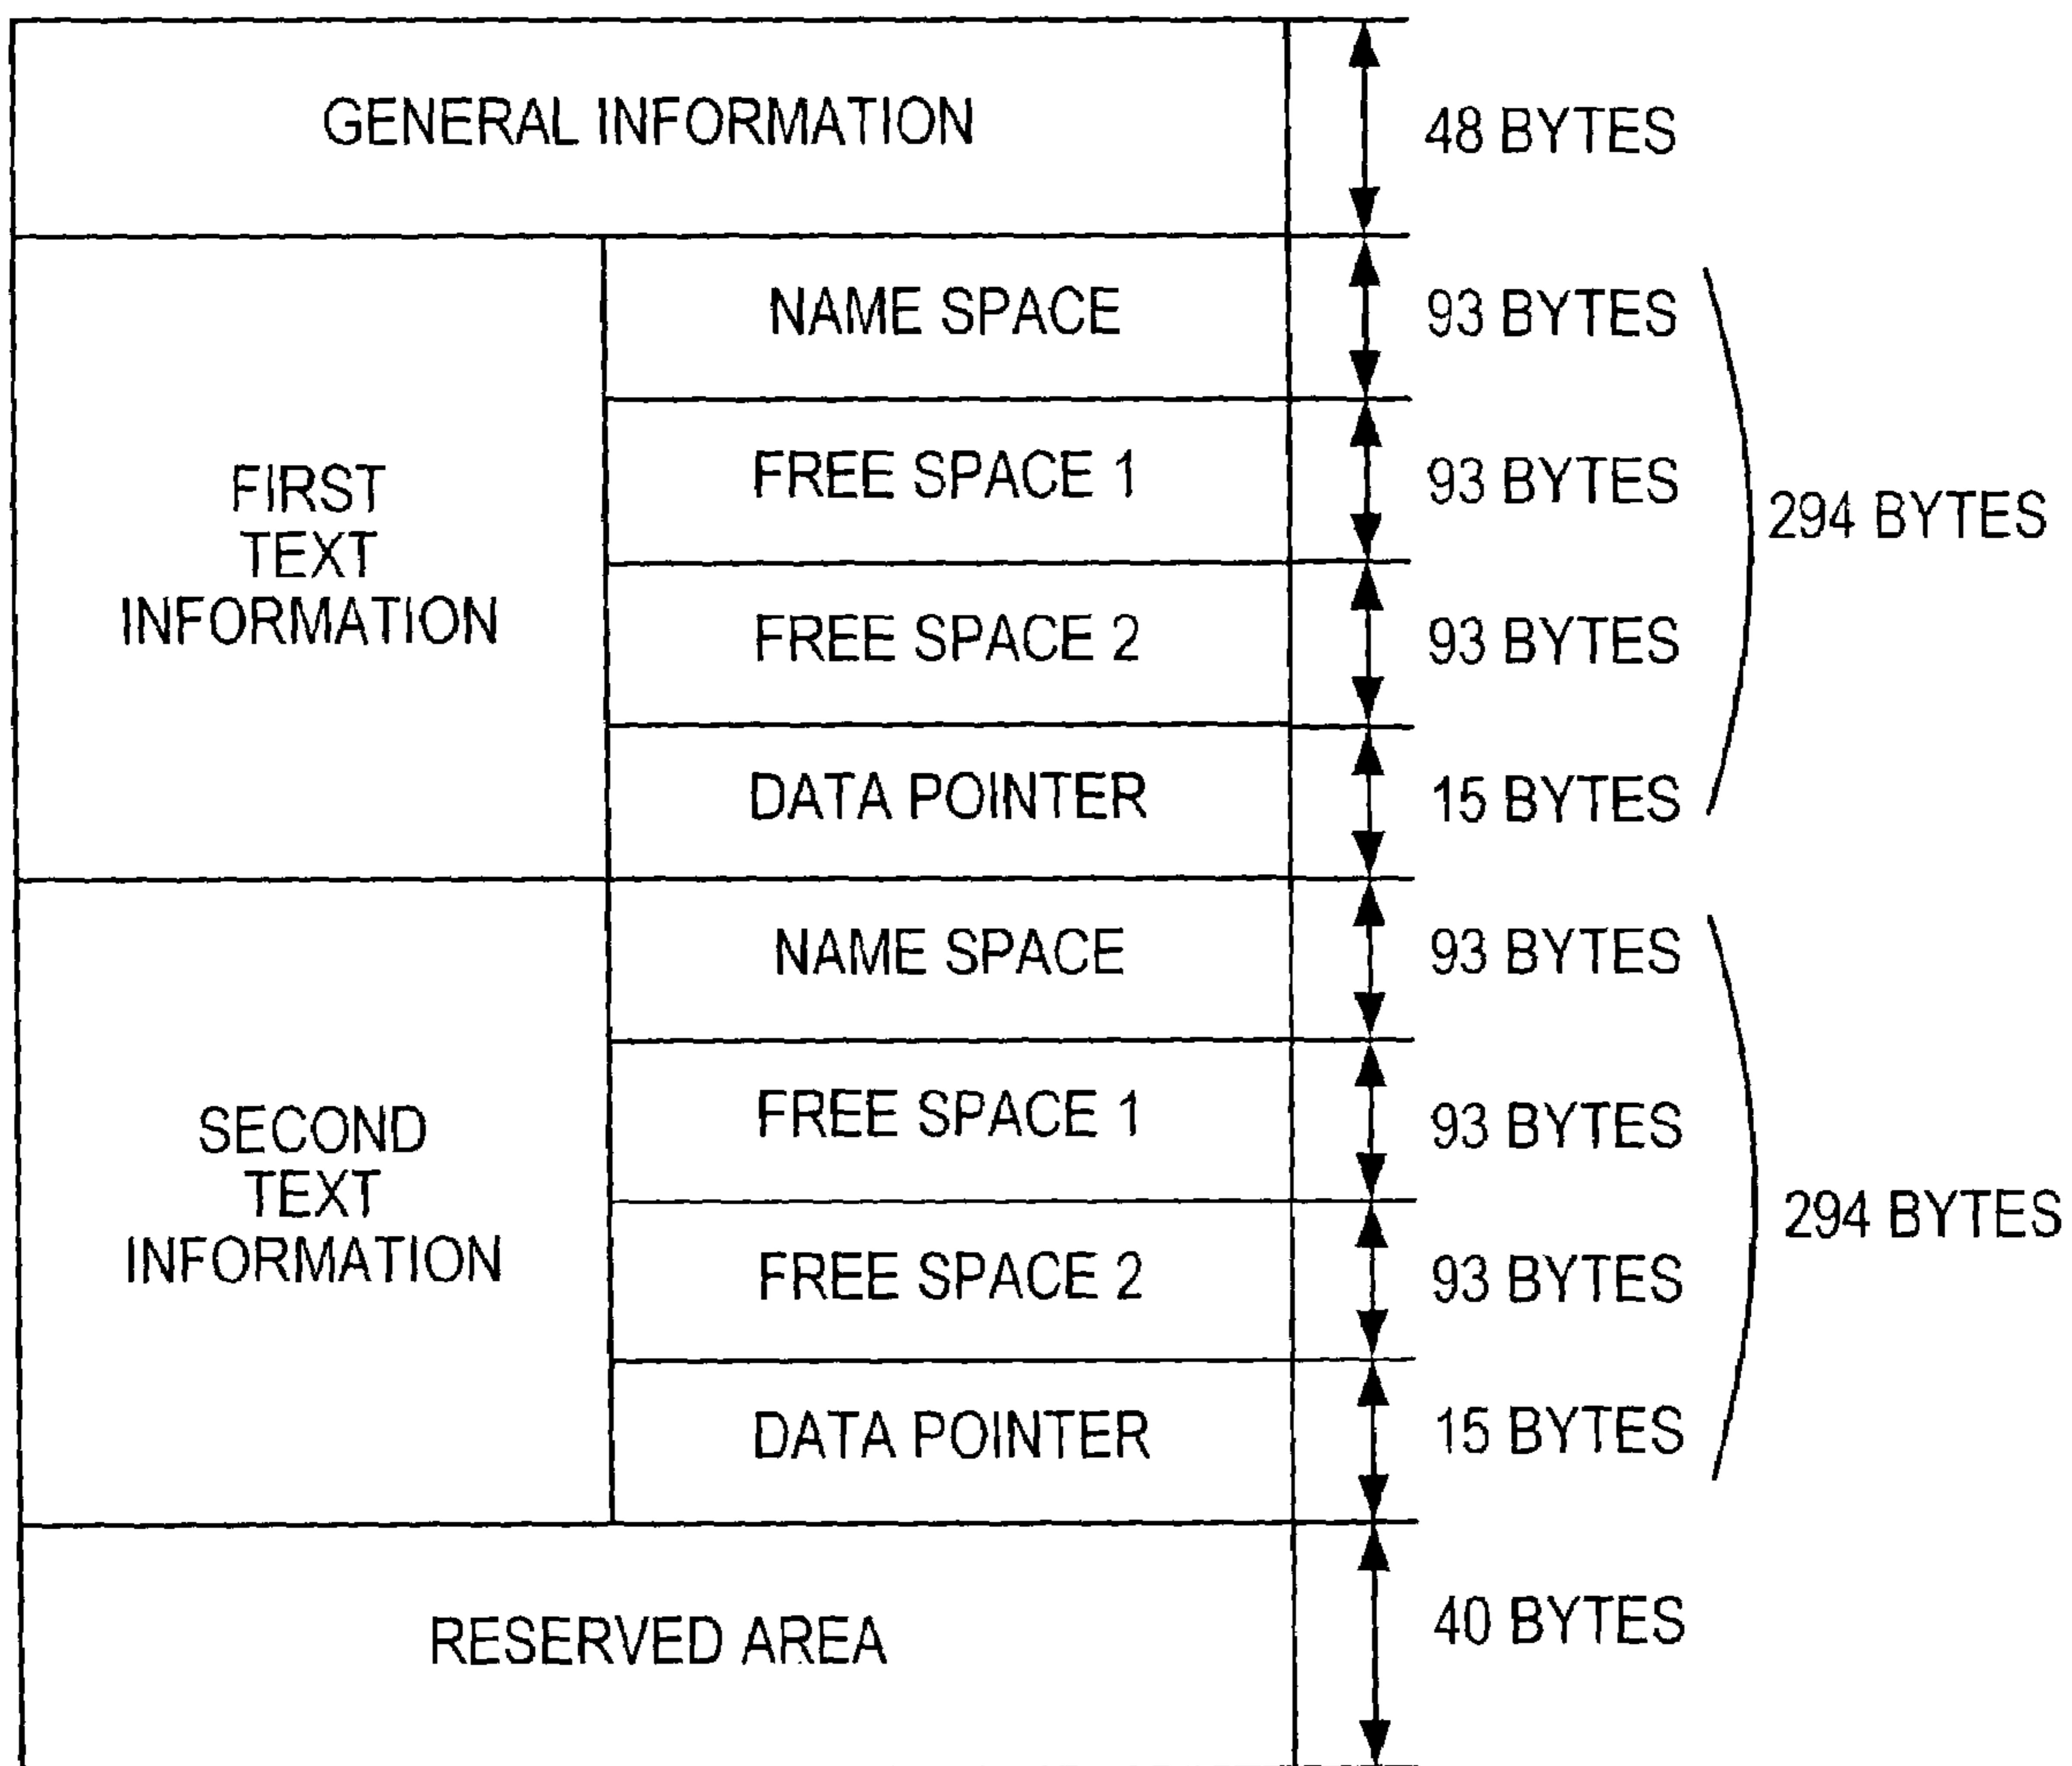 GENERAL INFORMATION
48 BYTES
FIRST
TEXT
INFORMATION
NAME SPACE
93 BYTES
FREE SPACE 1
93 BYTES
FREE SPACE 2
93 BYTES
DATA POINTER
15 BYTES
294 BYTES
SECOND
TEXT
INFORMATION
NAME SPACE
93 BYTES
FREE SPACE 1
93 BYTES
FREE SPACE 2
93 BYTES
DATA POINTER
15 BYTES
294 BYTES
RESERVED AREA
40 BYTES